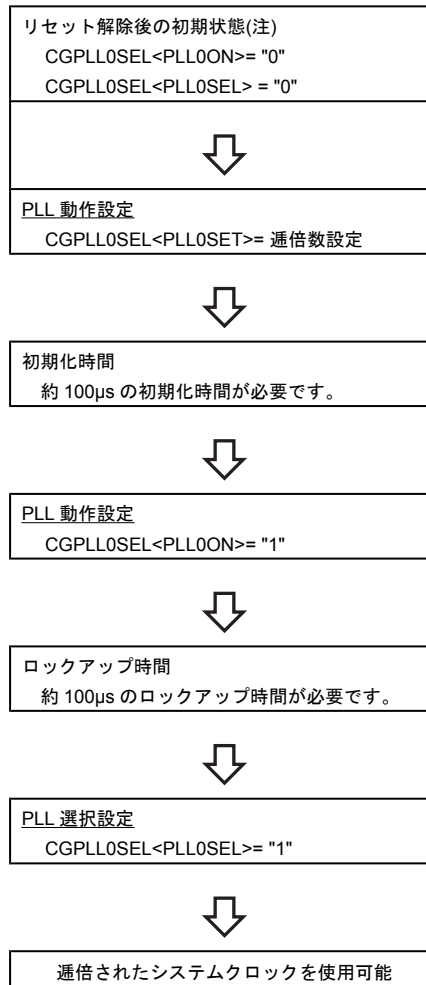 リセット解除後の初期状態(注)
CGPLL0SEL<PLL0ON>= "0"
CGPLL0SEL<PLL0SEL> = "0"
PLL 動作設定
CGPLL0SEL<PLL0SET>= 逓倍数設定
初期化時間
約 100μs の初期化時間が必要です。
PLL 動作設定
CGPLL0SEL<PLL0ON>= "1"
ロックアップ時間
約 100μs のロックアップ時間が必要です。
PLL 選択設定
CGPLL0SEL<PLL0SEL>= "1"
逓倍されたシステムクロックを使用可能